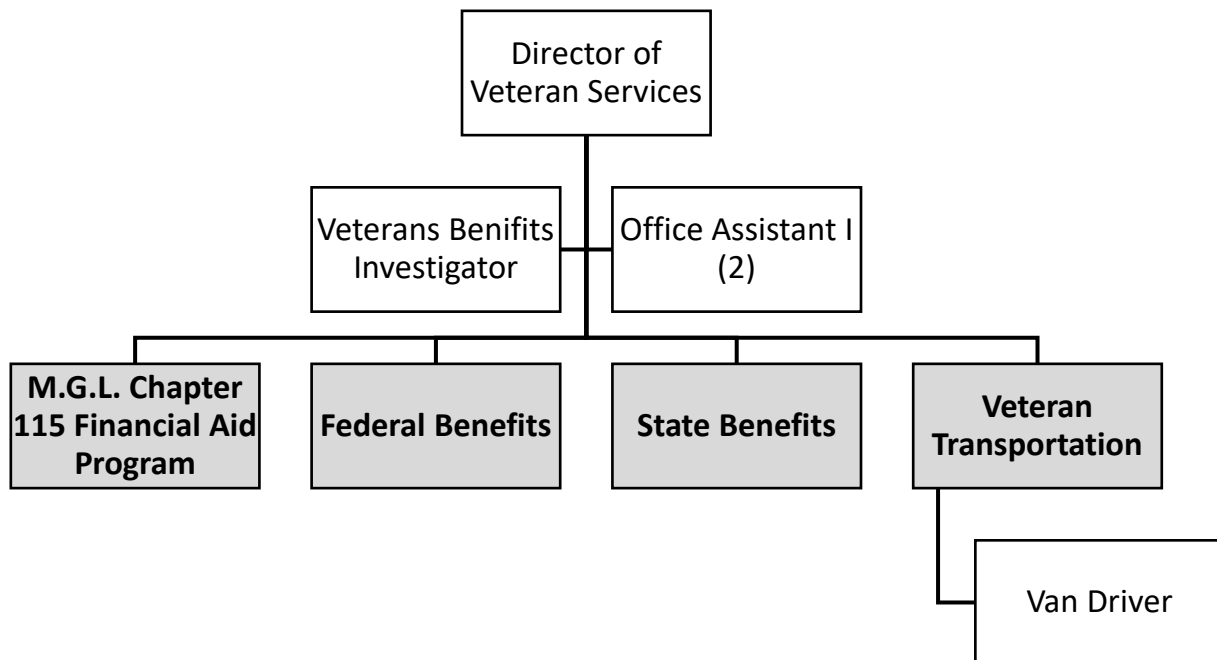 Director of
Veteran Services
Veterans Benifits
Investigator
Office Assistant I
(2)
M.G.L. Chapter
115 Financial Aid
Program
Federal Benefits
State Benefits
Veteran
Transportation
Van Driver